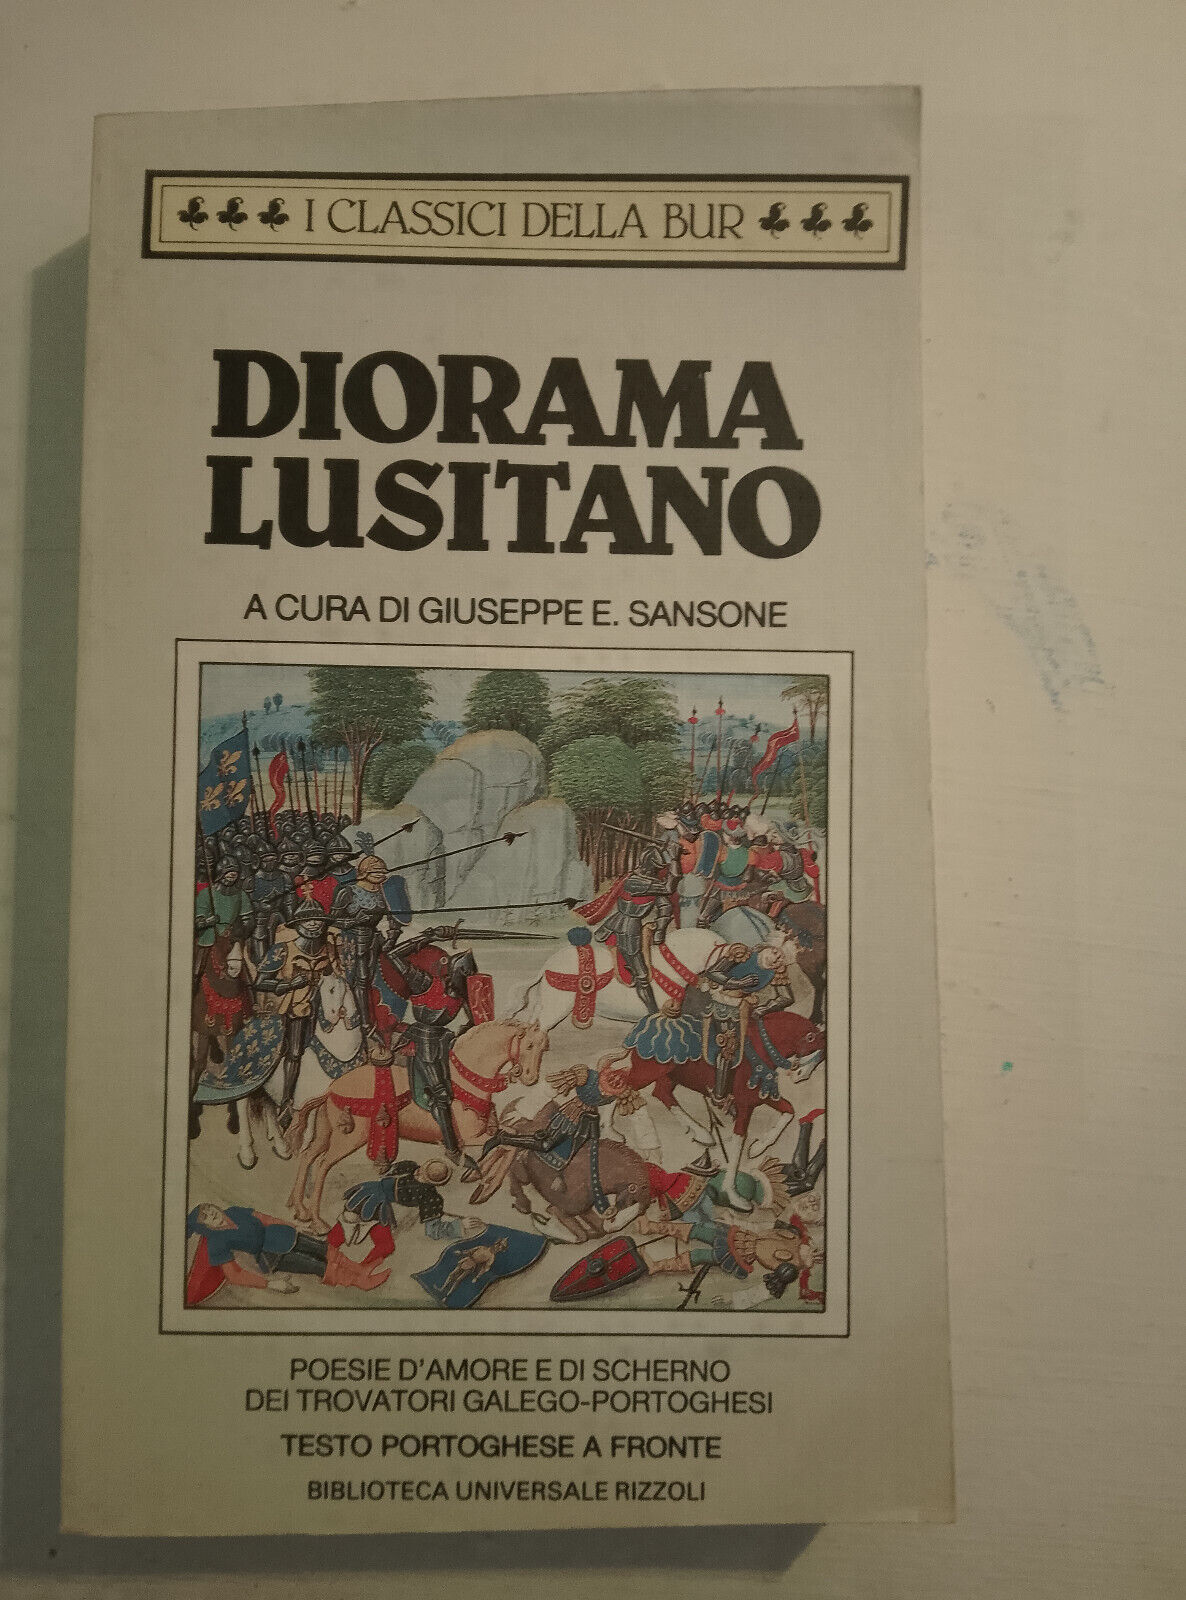 I CLASSICI DELLA BUR
DIORAMA
LUSITANO
A CURA DI GIUSEPPE E. SANSONE
POESIE D'AMORE E DI SCHERNO
DEI TROVATORI GALEGO-PORTOGHESI
TESTO PORTOGHESE A FRONTE
BIBLIOTECA UNIVERSALE RIZZOLI